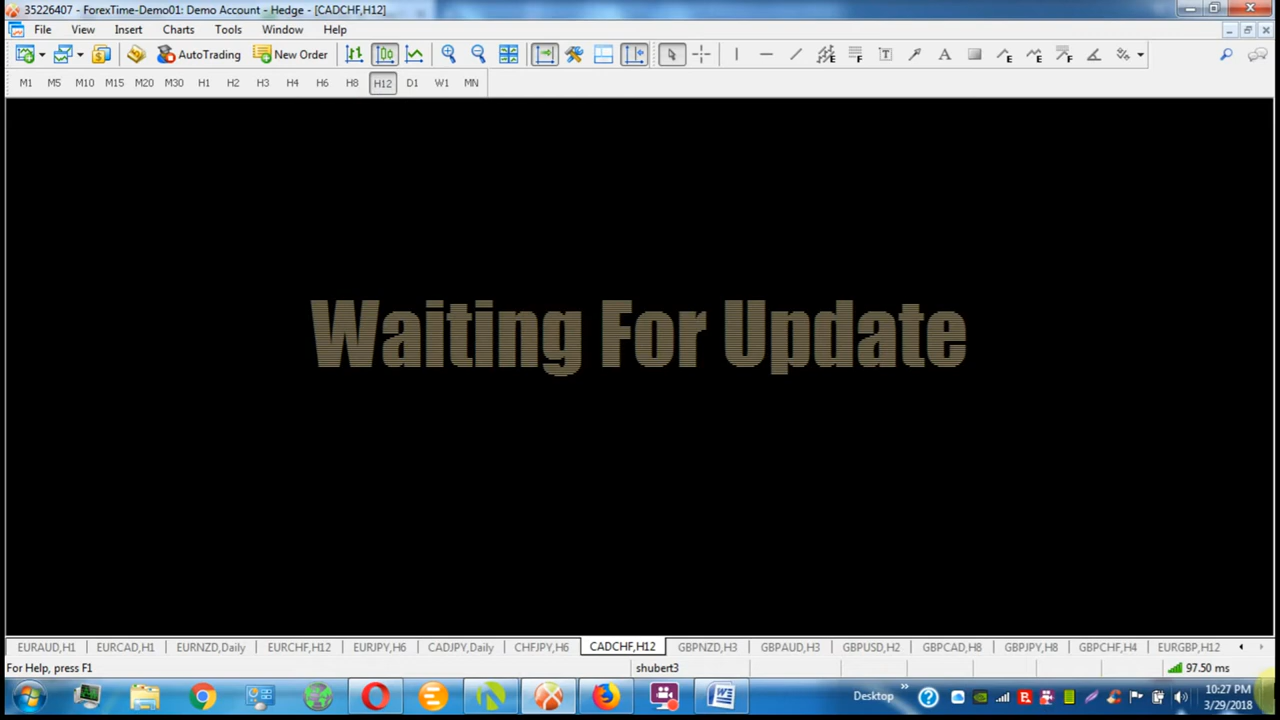 35226407 - ForexTime-Demo01: Demo Account - Hedge - [CADCHF,H12]
File View Insert Charts Tools Window Help
AutoTrading New Order
M1 M5 M10 M15 M20 M30 H1 H2 H3 H4 H6 H8 H12 D1 W1 MN
Waiting For Update
EURAUD,H1 EURCAD,H1 EURNZD,Daily EURCHF,H12 EURJPY,H6 CADJPY,Daily CHFJPY,H6 CADCHF,H12 GBPNZD,H3 GBPAUD,H3 GBPUSD,H2 GBPCAD,H8 GBPJPY,H8 GBPCHF,H4 EURGBP,H12
For Help, press F1 shubert3 97.50 ms
Desktop » 10:27 PM
3/29/2018